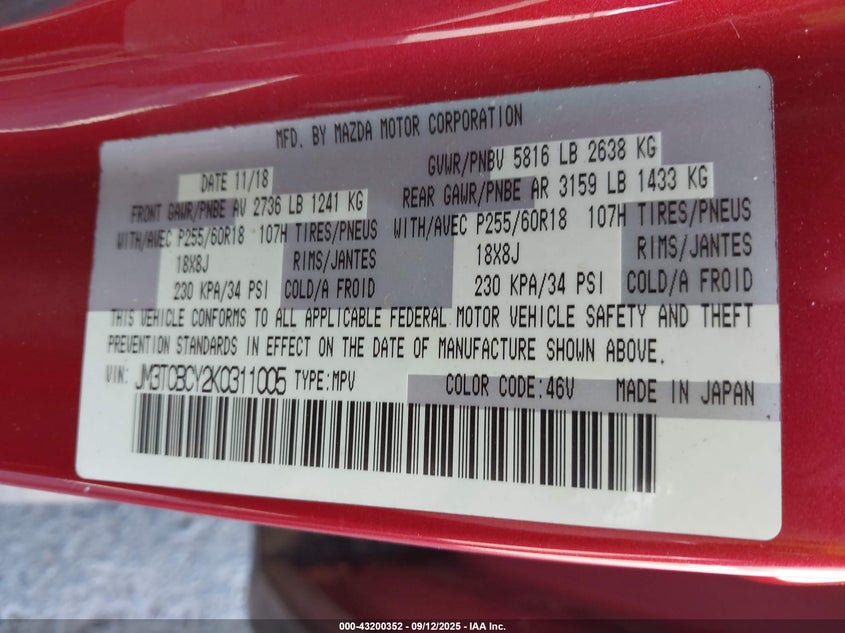 MFD. BY MAZDA MOTOR CORPORATION
DATE 11/18
GVWR/PNBV 5816 LB 2638 KG
FRONT GAWR/PNBE AV 2736 LB 1241 KG
REAR GAWR/PNBE AR 3159 LB 1433 KG
WITH/AVEC P255/60R18 107H TIRES/PNEUS
WITH/AVEC P255/60R18 107H TIRES/PNEUS
18X8J RIMS/JANTES
18X8J RIMS/JANTES
230 KPA/34 PSI COLD/A FROID
230 KPA/34 PSI COLD/A FROID
THIS VEHICLE CONFORMS TO ALL APPLICABLE FEDERAL MOTOR VEHICLE SAFETY AND THEFT
PREVENTION STANDARDS IN EFFECT ON THE DATE OF MANUFACTURE SHOWN ABOVE.
VIN: JM3TCBCY2K0311005 TYPE:MPV COLOR CODE:46V MADE IN JAPAN
000-43200352 - 09/12/2025 - IAA Inc.